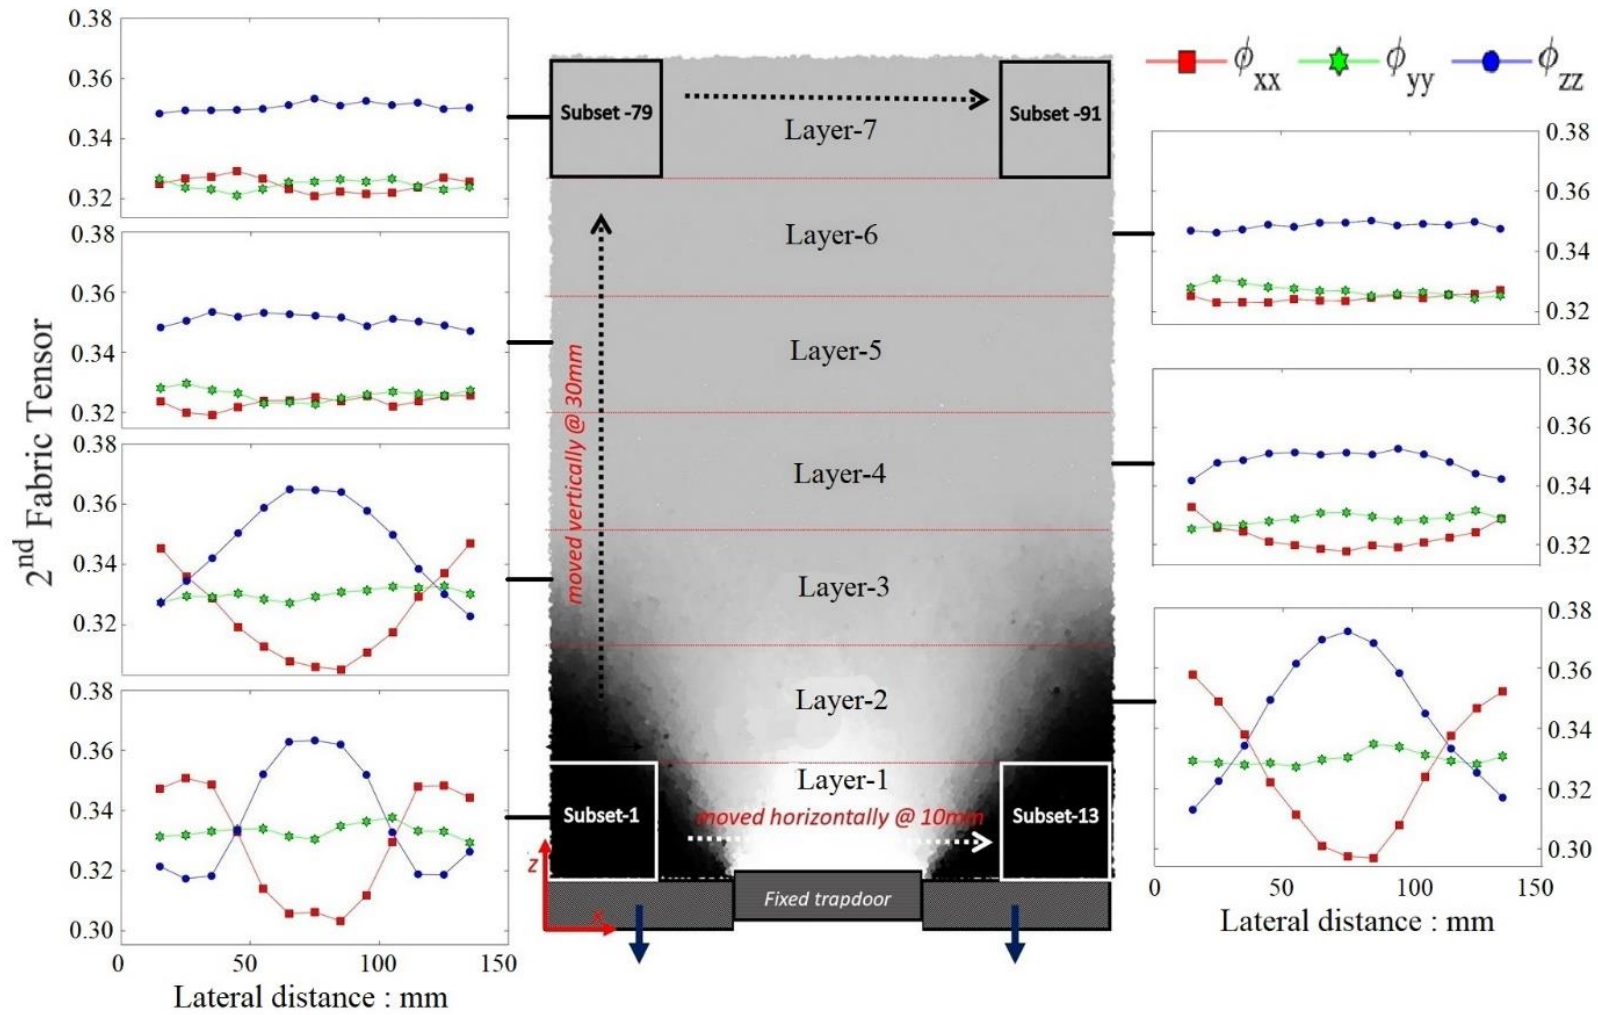 2nd Fabric Tensor
0.38
0.36
0.34
0.32
0.38
0.36
0.34
0.32
0.38
0.36
0.34
0.32
0.38
0.36
0.34
0.32
0.30
0 50 100 150
Lateral distance : mm
Subset -79
Layer-7
Subset -91
Layer-6
Layer-5
Layer-4
Layer-3
Layer-2
Layer-1
moved vertically @ 30mm
Subset-1
moved horizontally @ 10mm
Subset-13
z
x
Fixed trapdoor
ϕxx ϕyy ϕzz
0.38
0.36
0.34
0.32
0.38
0.36
0.34
0.32
0.38
0.36
0.34
0.32
0.30
0 50 100 150
Lateral distance : mm